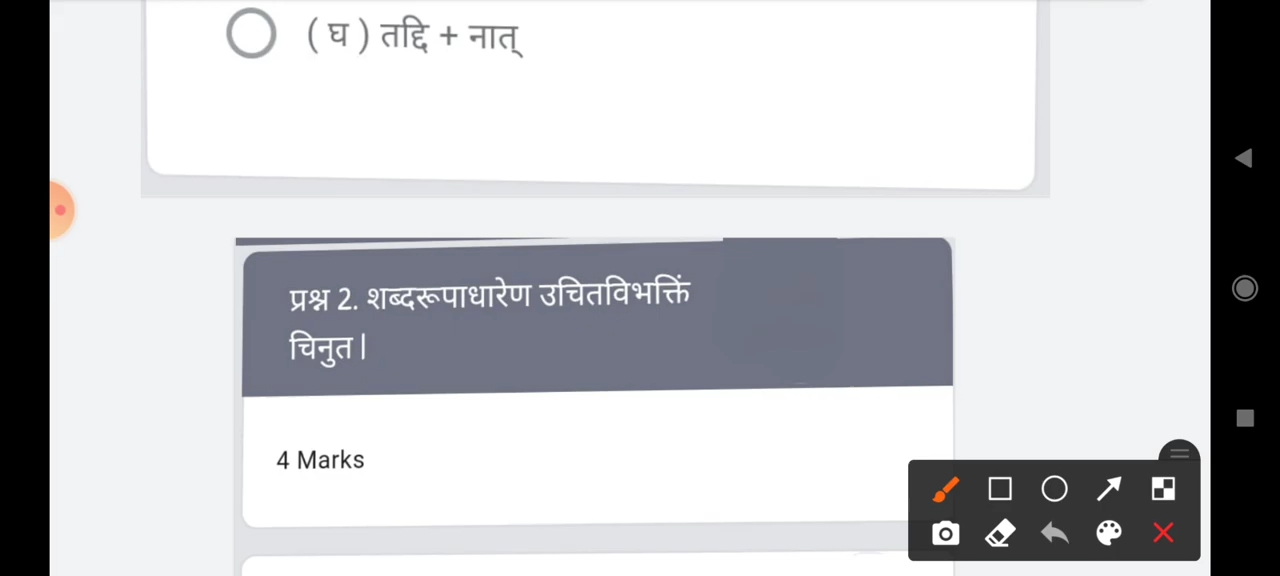 ( घ ) तद्दि + नात्
प्रश्न 2. शब्दरूपाधारेण उचितविभक्तिं
चिनुत |
4 Marks